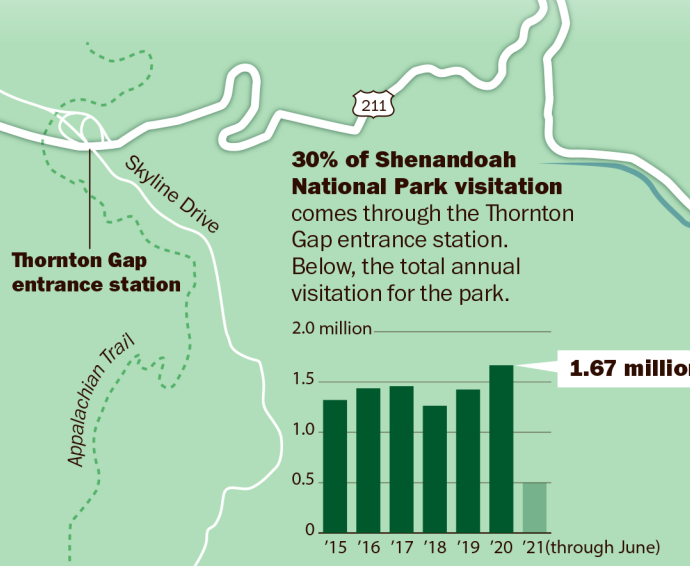 211
Skyline Drive
30% of Shenandoah
National Park visitation
comes through the Thornton
Gap entrance station.
Below, the total annual
visitation for the park.
Thornton Gap
entrance station
Appalachian Trail
2.0 million
1.67 millio
1.5
1.0
0.5
0
’15 ’16 ’17 ’18 ’19 ’20 ’21(through June)